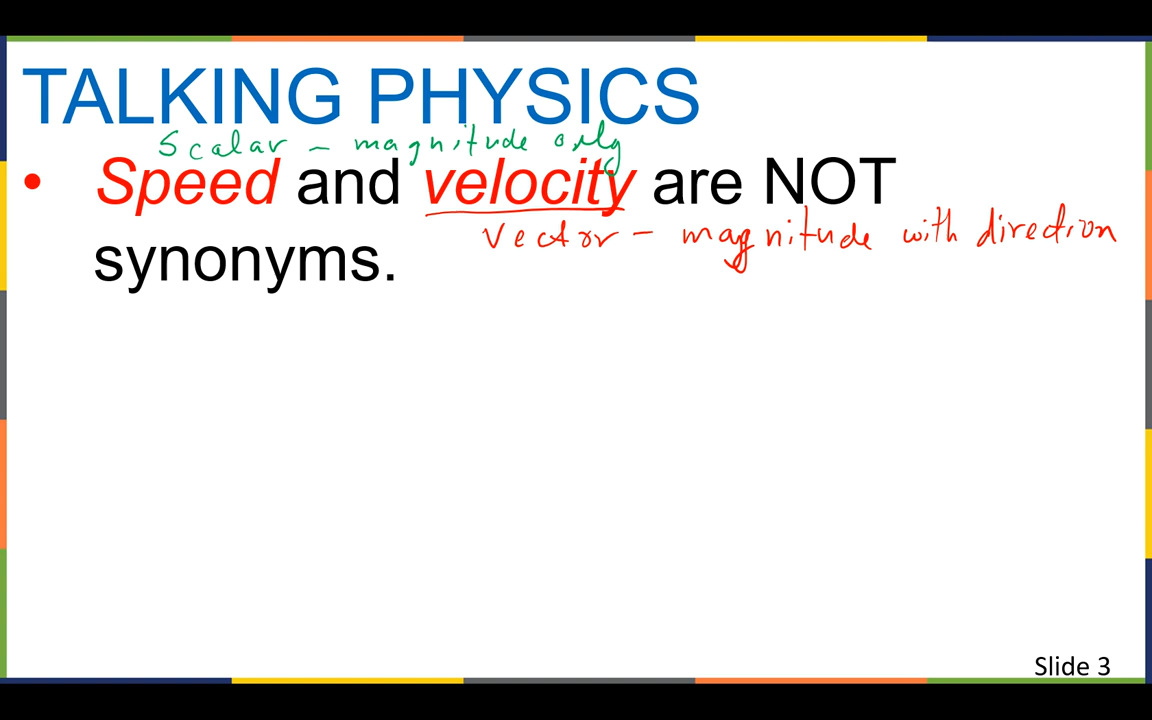 TALKING PHYSICS
Scalar – magnitude only
• Speed and velocity are NOT
vector – magnitude with direction
synonyms.
Slide 3